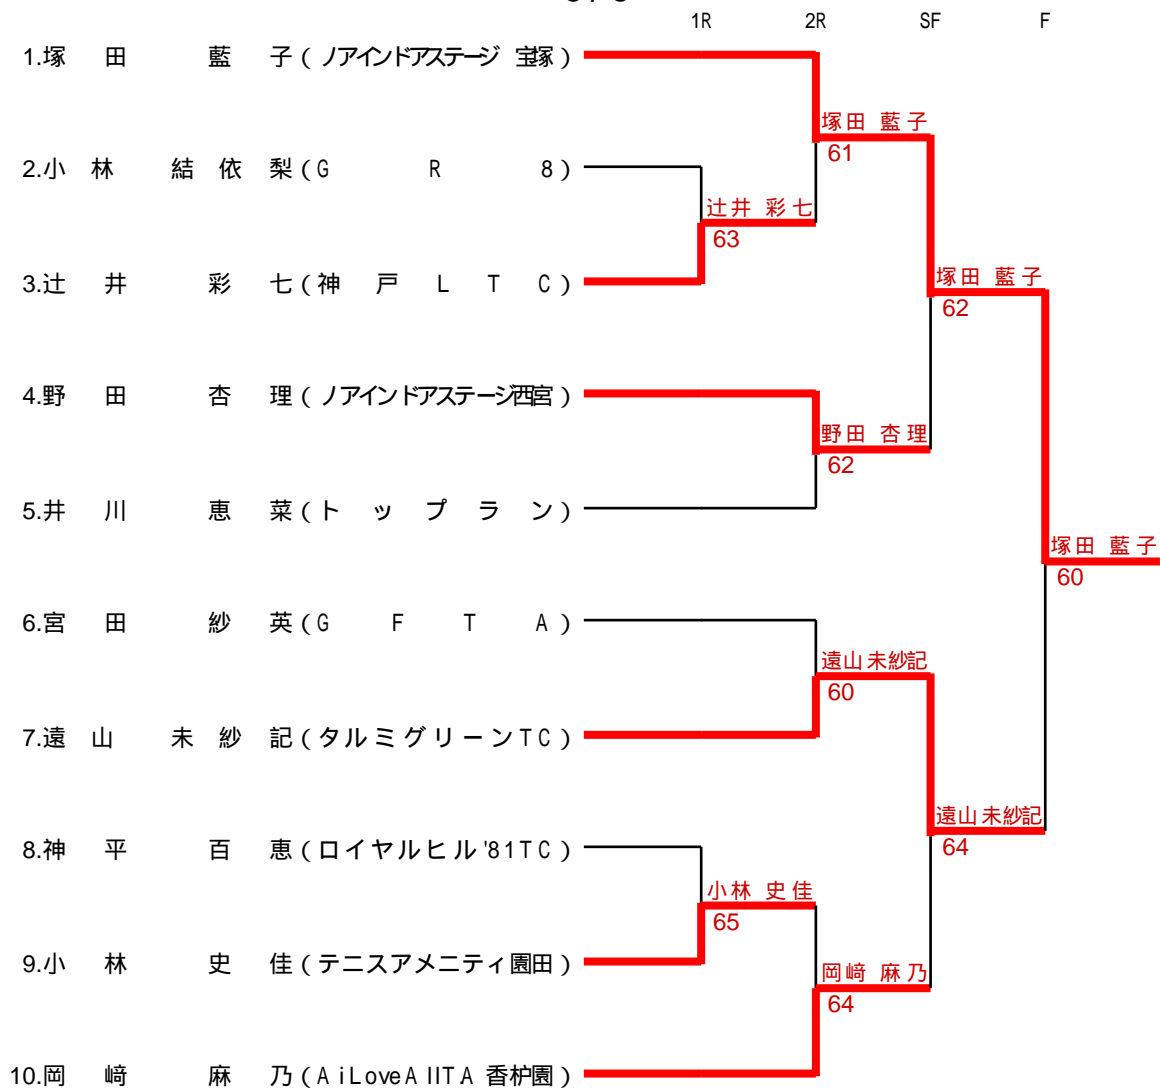 1R 2R SF F
1.塚 田 藍 子(ノアインドアステージ 宝塚)
塚田 藍子
61
2.小 林 結 依 梨(G R 8)
辻井 彩七
63
3.辻 井 彩 七(神 戸 L T C)
塚田 藍子
62
4.野 田 杏 理(ノアインドアステージ西宮)
野田 杏理
62
5.井 川 恵 菜(ト ッ プ ラ ン)
塚田 藍子
60
6.宮 田 紗 英(G F T A)
遠山 未紗記
60
7.遠 山 未 紗 記(タルミグリーンTC)
遠山 未紗記
64
8.神 平 百 恵(ロイヤルヒル'81TC)
小林 史佳
65
9.小 林 史 佳(テニスアメニティ園田)
岡﨑 麻乃
64
10.岡 﨑 麻 乃(AiLoveAIITA 香枦園)